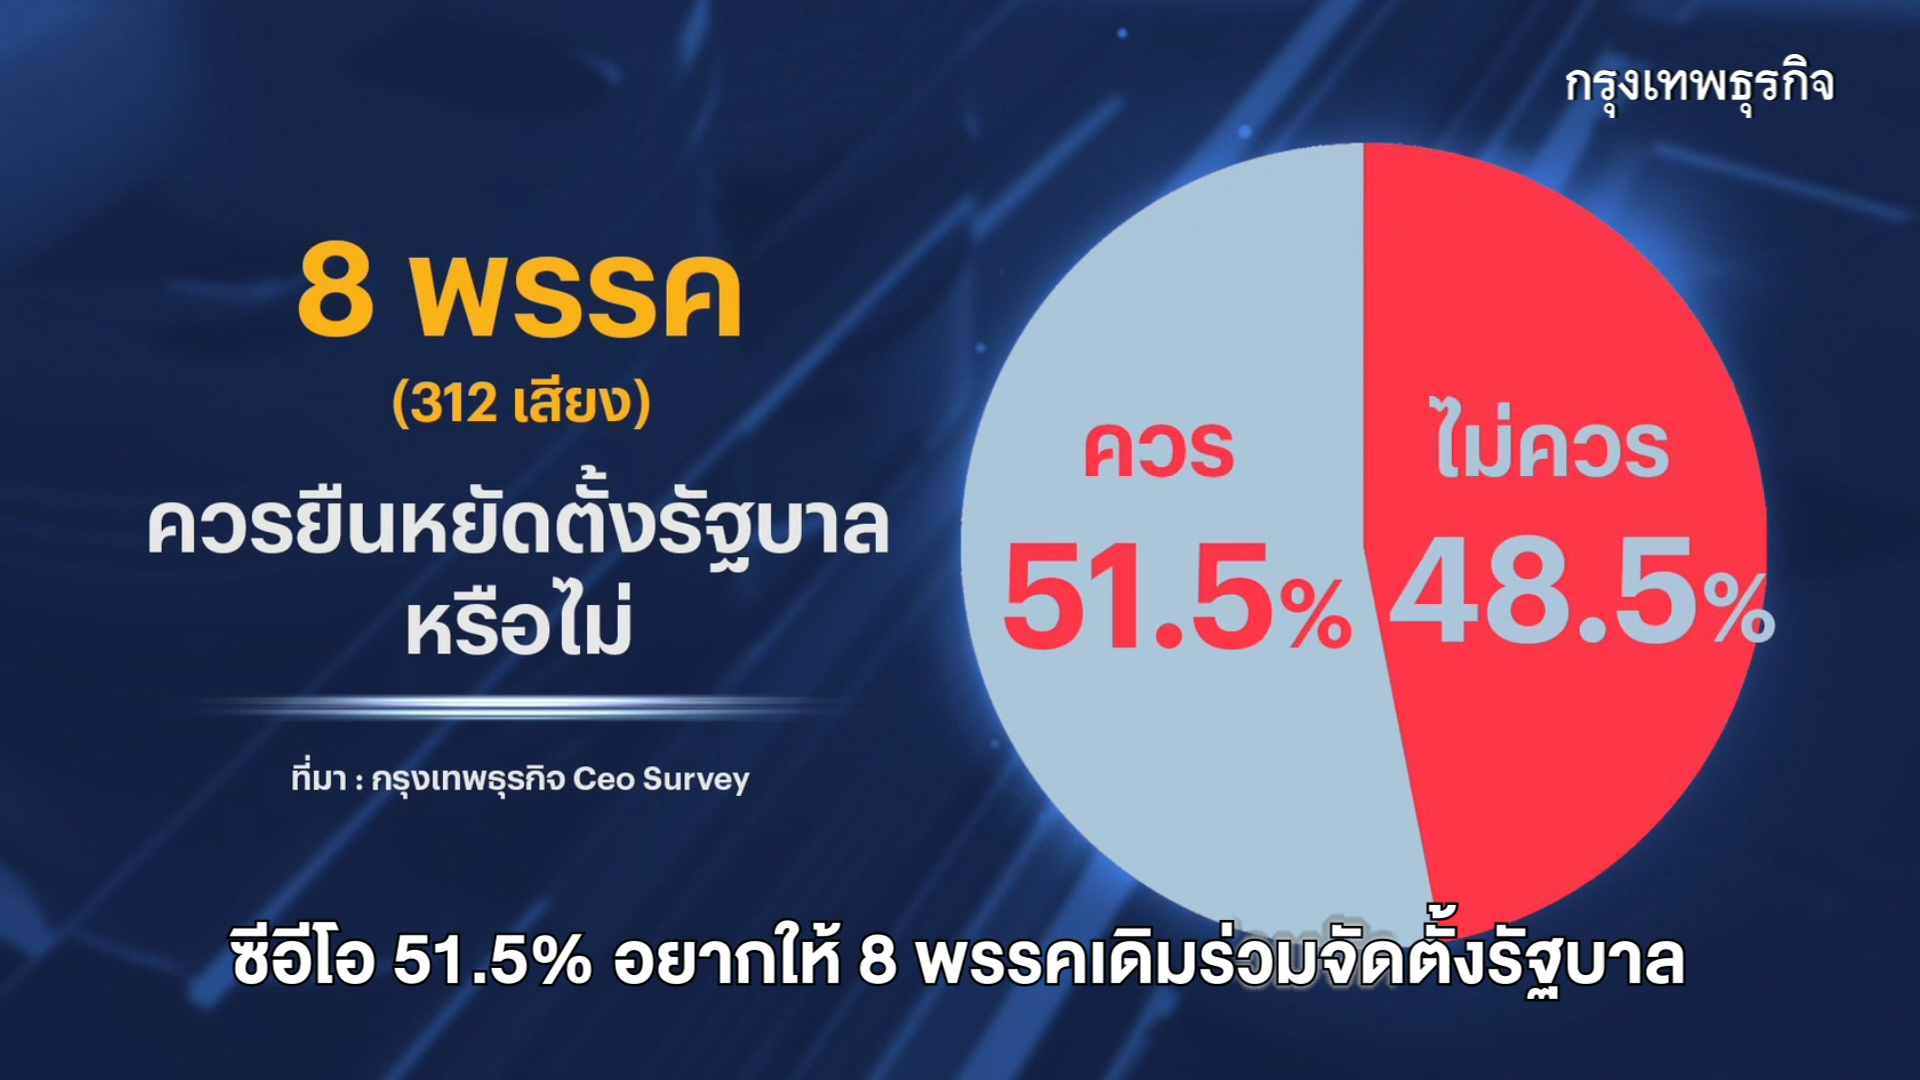 กรุงเทพธุรกิจ
8 พรรค
(312 เสียง)
ควรยืนหยัดตั้งรัฐบาล
หรือไม่
ที่มา : กรุงเทพธุรกิจ Ceo Survey
ควร
51.5%
ไม่ควร
48.5%
ซีอีโอ 51.5% อยากให้ 8 พรรคเดิมร่วมจัดตั้งรัฐบาล